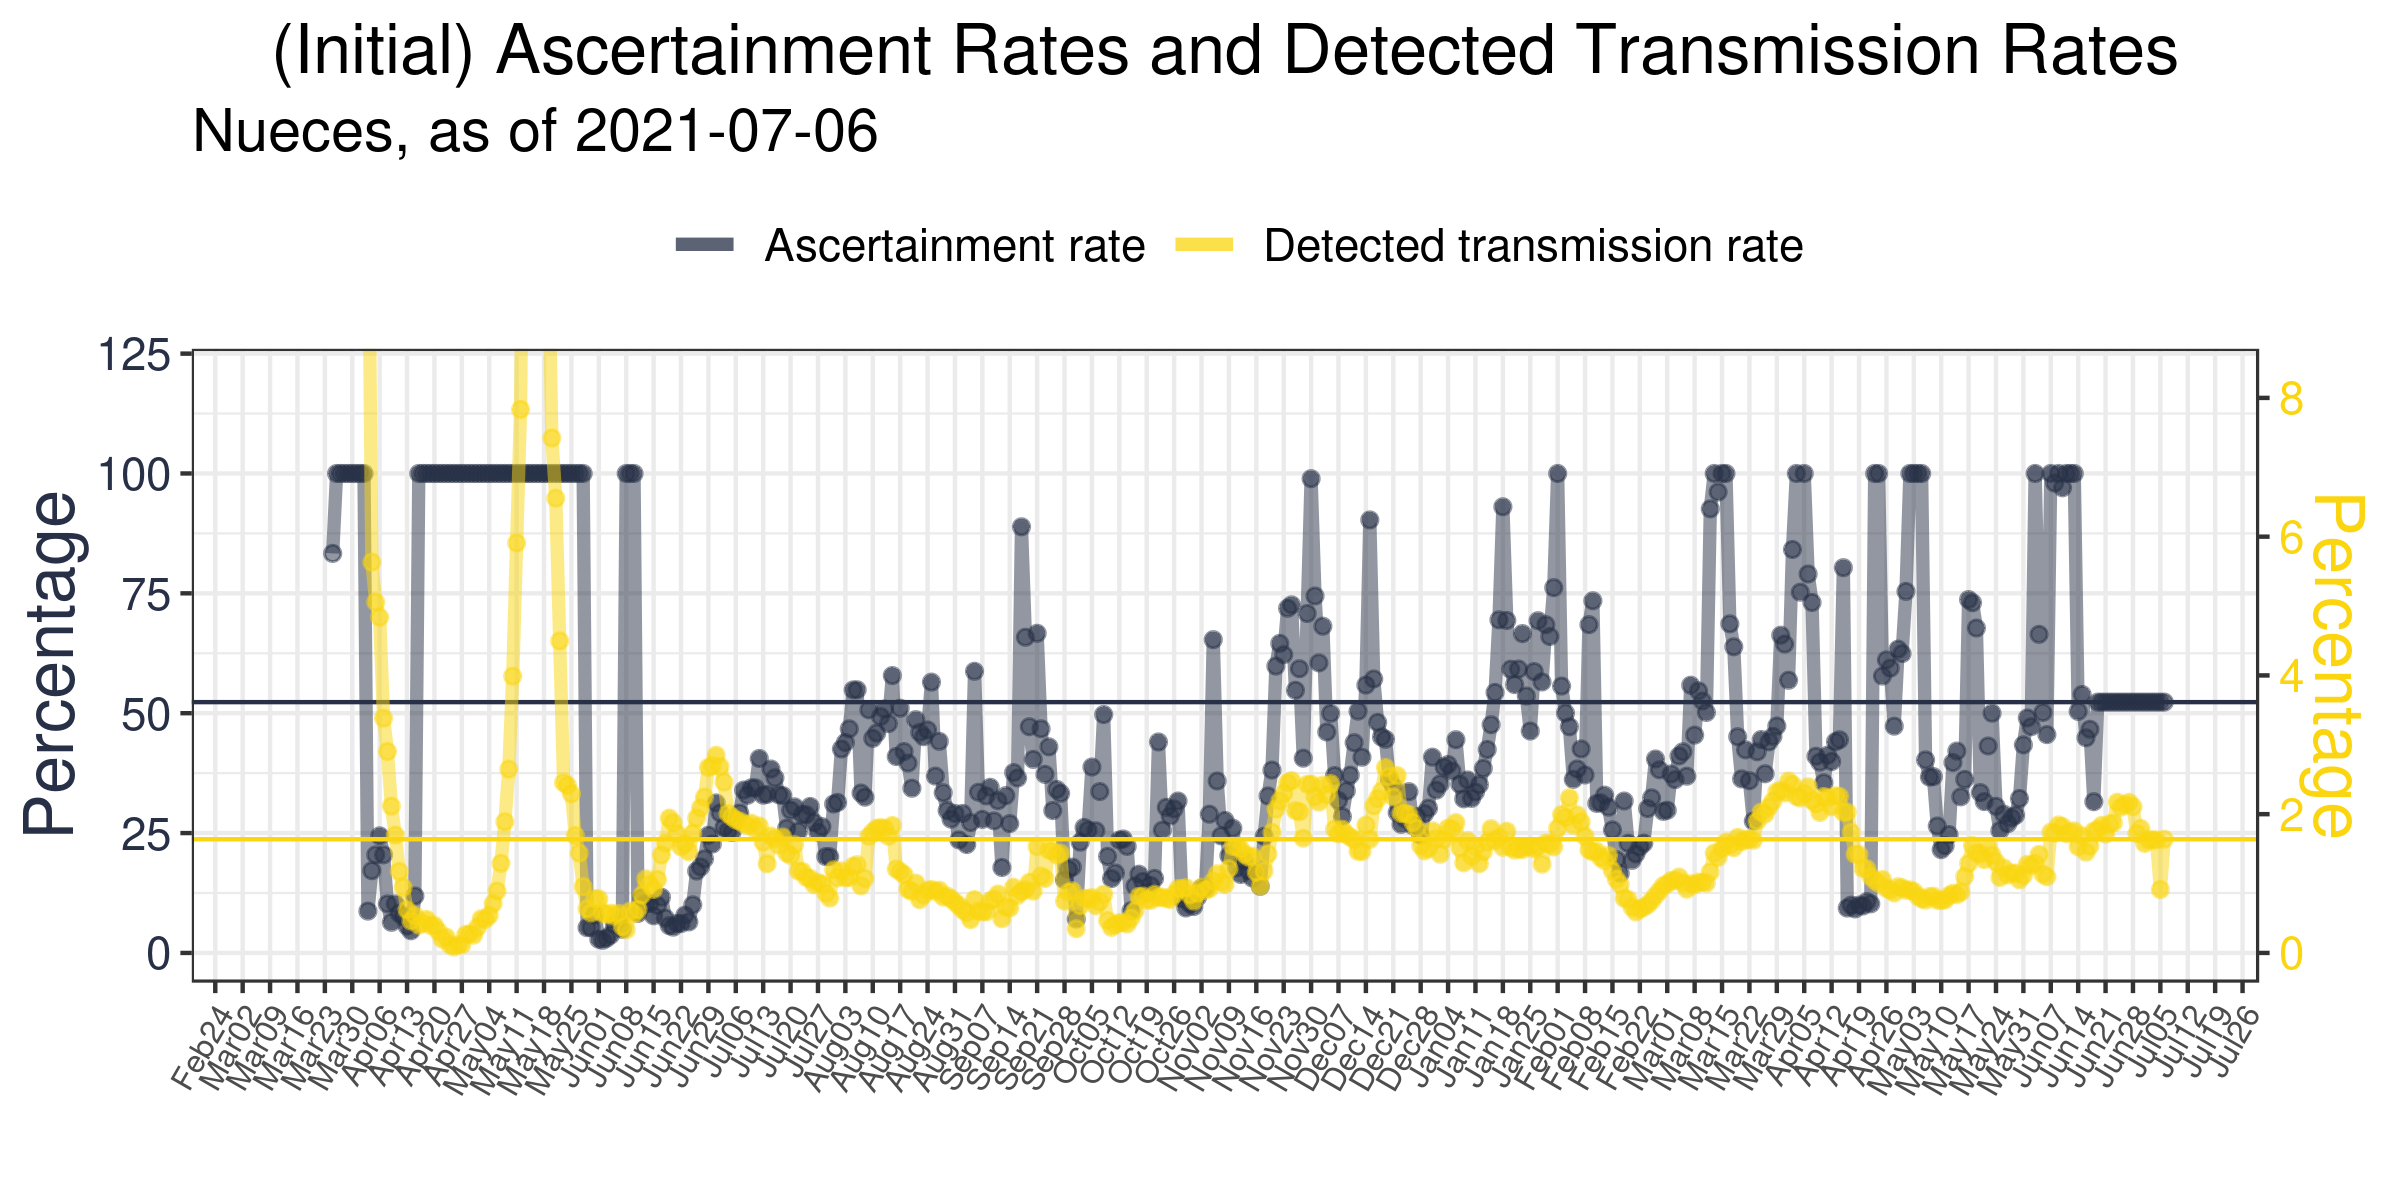 (Initial) Ascertainment Rates and Detected Transmission Rates
Nueces, as of 2021-07-06
Ascertainment rate Detected transmission rate
Percentage
125
100
75
50
25
0
8
6
4
2
0
Percentage
Feb24 Mar02 Mar09 Mar16 Mar23 Mar30 Apr06 Apr13 Apr20 Apr27 May04 May11 May18 May25 Jun01 Jun08 Jun15 Jun22 Jun29 Jul06 Jul13 Jul20 Jul27 Aug03 Aug10 Aug17 Aug24 Aug31 Sep07 Sep14 Sep21 Sep28 Oct05 Oct12 Oct19 Oct26 Nov02 Nov09 Nov16 Nov23 Nov30 Dec07 Dec14 Dec21 Dec28 Jan04 Jan11 Jan18 Jan25 Feb01 Feb08 Feb15 Feb22 Mar01 Mar08 Mar15 Mar22 Mar29 Apr05 Apr12 Apr19 Apr26 May03 May10 May17 May24 May31 Jun07 Jun14 Jun21 Jun28 Jul05 Jul12 Jul19 Jul26